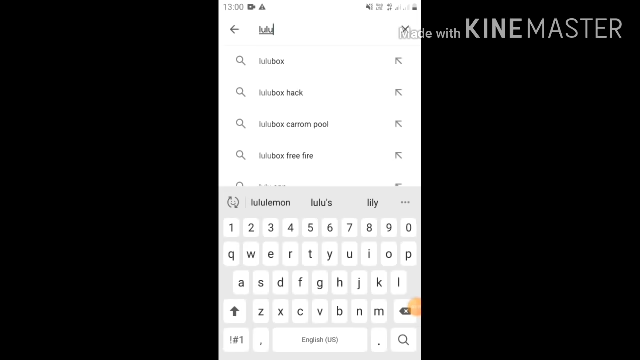 13:00
lulu
Made with KINEMASTER
lulubox
lulubox hack
lulubox carrom pool
lulubox free fire
lululemon lulu's lily
1 2 3 4 5 6 7 8 9 0
q w e r t y u i o p
a s d f g h j k l
z x c v b n m
!#1 , English (US) .